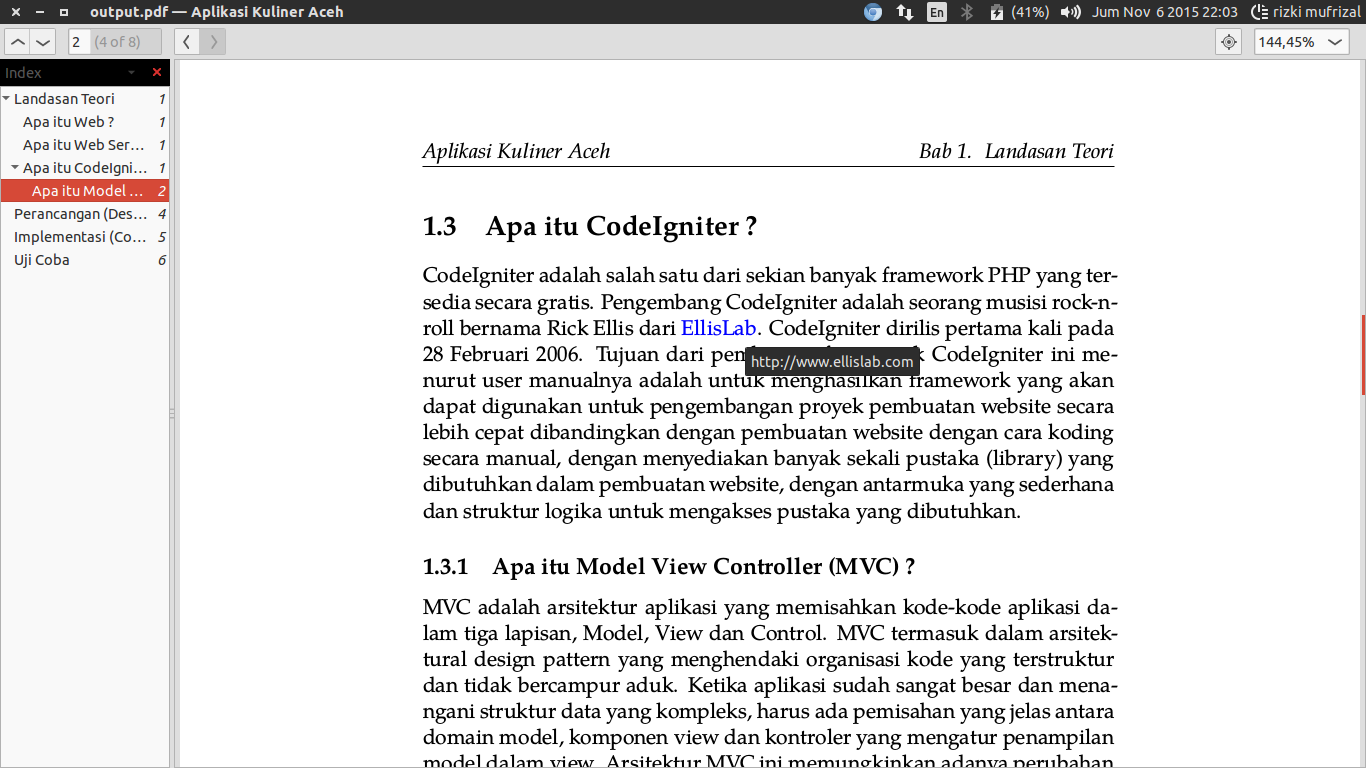 output.pdf — Aplikasi Kuliner Aceh
En (41%) Jum Nov 6 2015 22:03 rizki mufrizal
2 (4 of 8) 144,45%
Index
Landasan Teori 1
Apa itu Web ? 1
Apa itu Web Ser... 1
Apa itu CodeIgni... 1
Apa itu Model ... 2
Perancangan (Des... 4
Implementasi (Co... 5
Uji Coba 6
Aplikasi Kuliner Aceh Bab 1. Landasan Teori
1.3 Apa itu CodeIgniter ?
CodeIgniter adalah salah satu dari sekian banyak framework PHP yang ter-
sedia secara gratis. Pengembang CodeIgniter adalah seorang musisi rock-n-
roll bernama Rick Ellis dari EllisLab. CodeIgniter dirilis pertama kali pada
28 Februari 2006. Tujuan dari CodeIgniter ini me-
http://www.ellislab.com
nurut user manualnya adalah untuk menghasilkan framework yang akan
dapat digunakan untuk pengembangan proyek pembuatan website secara
lebih cepat dibandingkan dengan pembuatan website dengan cara koding
secara manual, dengan menyediakan banyak sekali pustaka (library) yang
dibutuhkan dalam pembuatan website, dengan antarmuka yang sederhana
dan struktur logika untuk mengakses pustaka yang dibutuhkan.
1.3.1 Apa itu Model View Controller (MVC) ?
MVC adalah arsitektur aplikasi yang memisahkan kode-kode aplikasi da-
lam tiga lapisan, Model, View dan Control. MVC termasuk dalam arsitek-
tural design pattern yang menghendaki organisasi kode yang terstruktur
dan tidak bercampur aduk. Ketika aplikasi sudah sangat besar dan mena-
ngani struktur data yang kompleks, harus ada pemisahan yang jelas antara
domain model, komponen view dan kontroler yang mengatur penampilan
model dalam view. Arsitektur MVC ini memungkinkan adanya perubahan